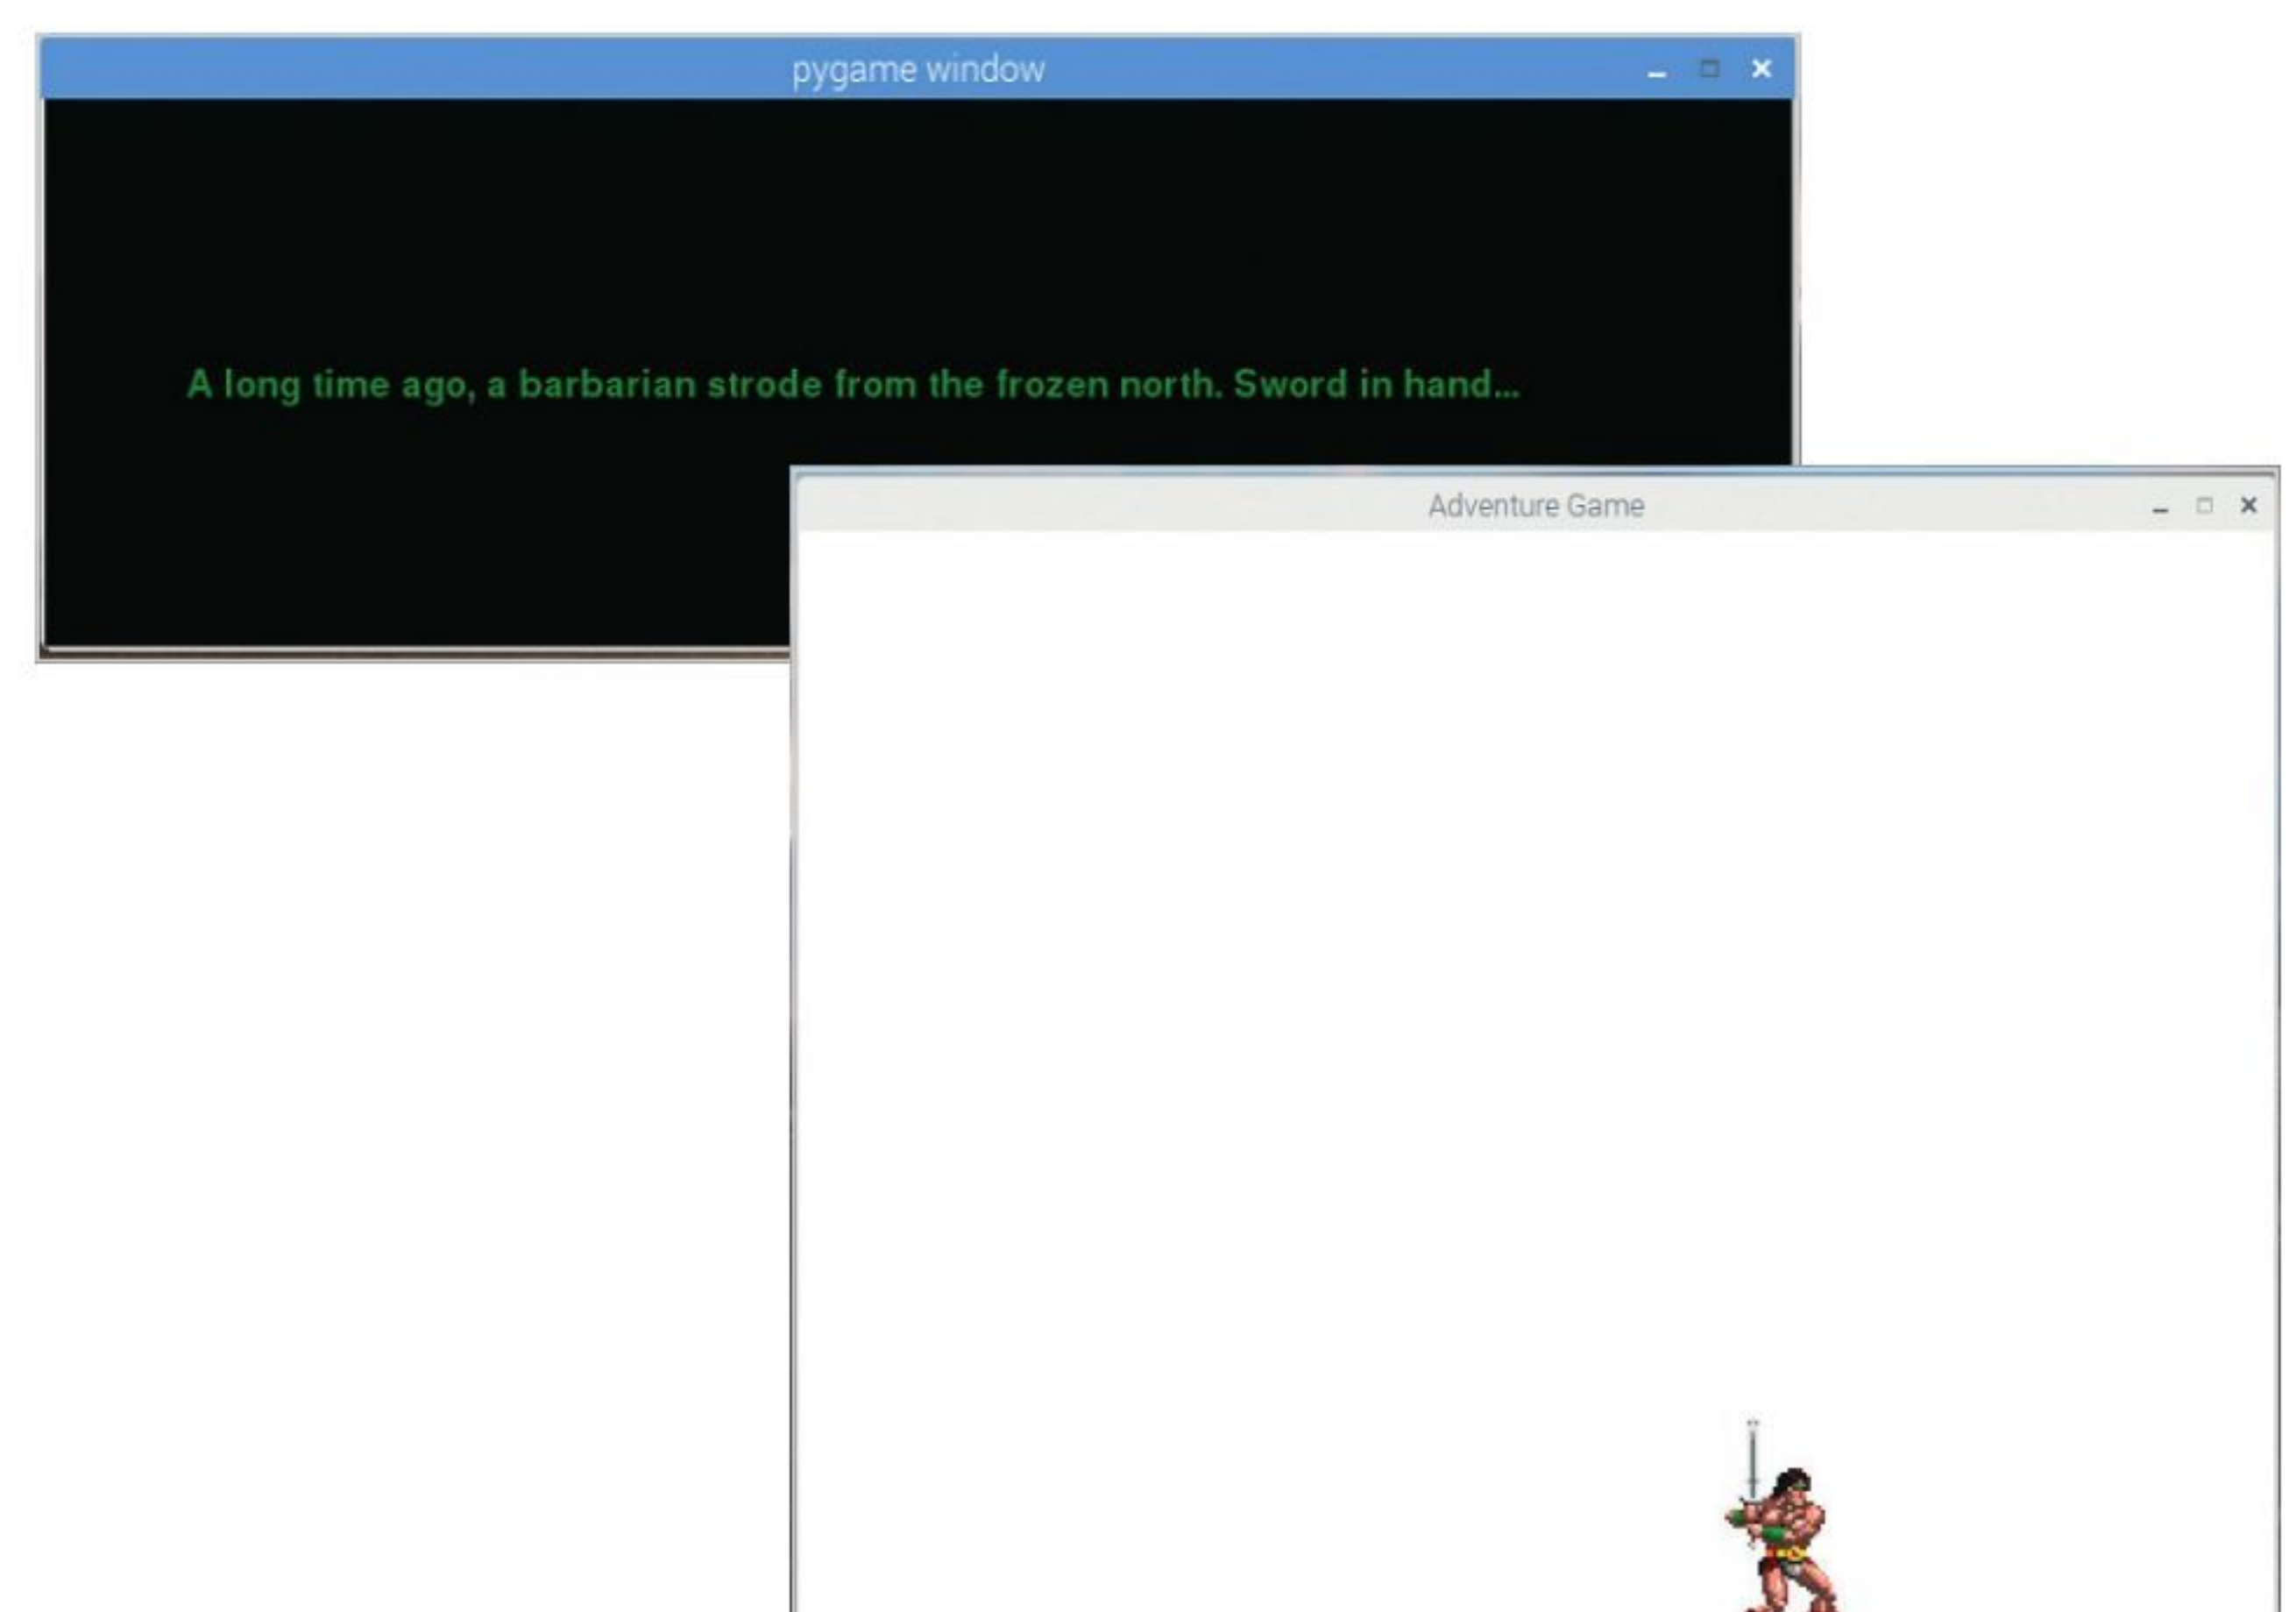 pygame window
A long time ago, a barbarian strode from the frozen north. Sword in hand...
Adventure Game